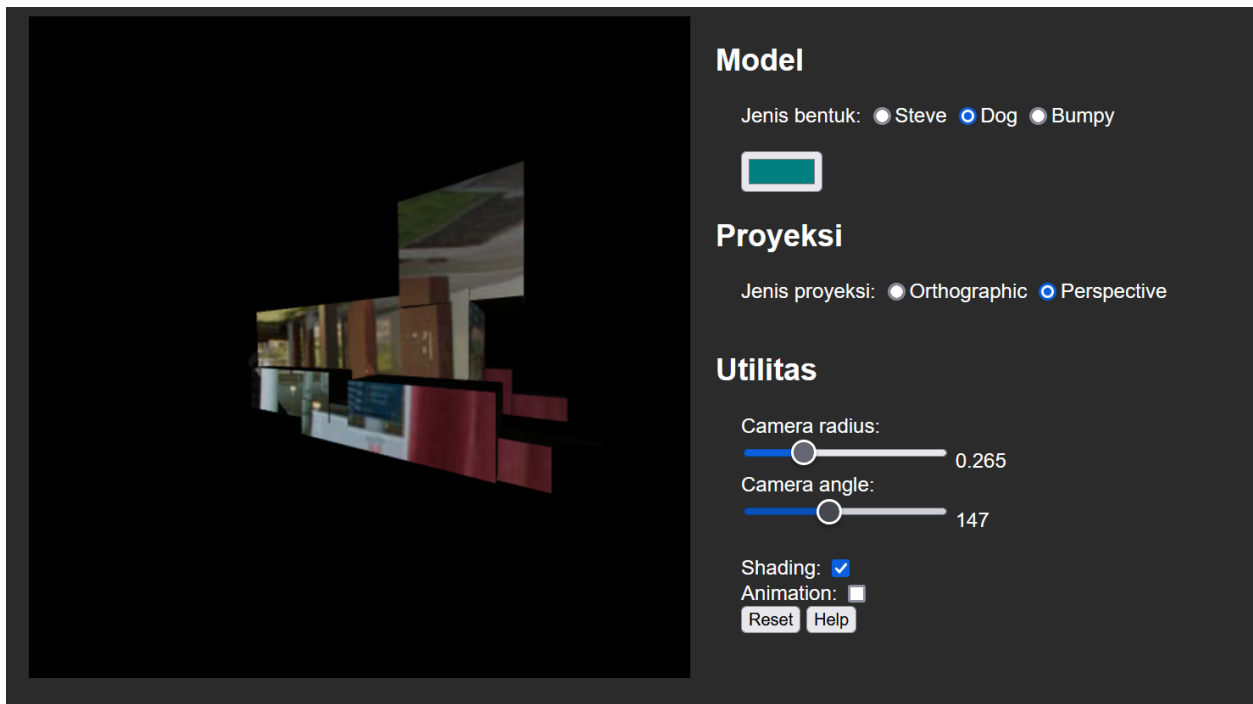 Model
Jenis bentuk: Steve Dog Bumpy
Proyeksi
Jenis proyeksi: Orthographic Perspective
Utilitas
Camera radius:
0.265
Camera angle:
147
Shading:
Animation:
Reset Help